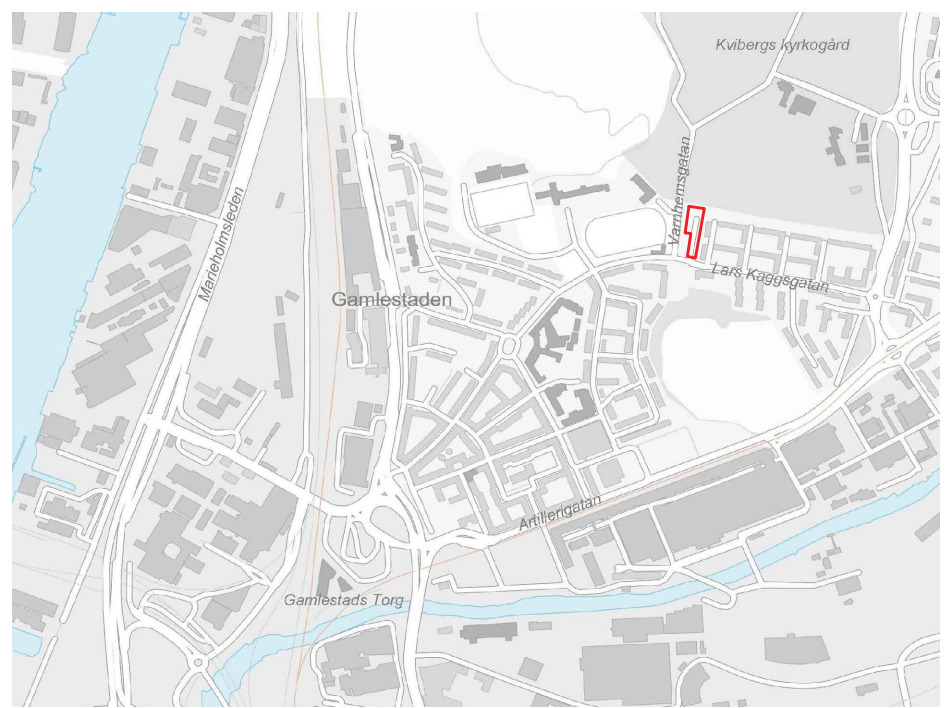 Kvibergs kyrkogård
Varnhemsgatan
Marieholmsleden
Lars Kaggsgatan
Gamlestaden
Artillerigatan
Gamlestads Torg